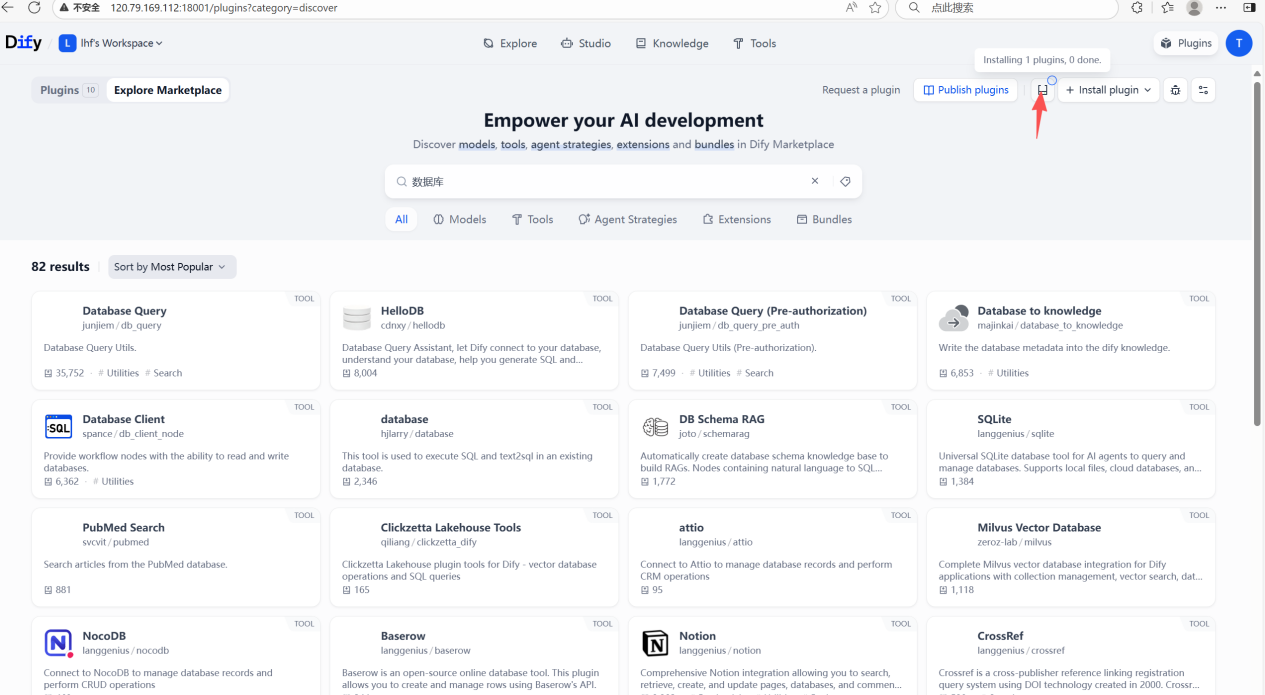 不安全 120.79.169.112:18001/plugins?category=discover
点此搜索
Dify / L lhf's Workspace
Explore Studio Knowledge Tools
Plugins T
Installing 1 plugins, 0 done.
Plugins 10 Explore Marketplace
Request a plugin Publish plugins + Install plugin
Empower your AI development
Discover models, tools, agent strategies, extensions and bundles in Dify Marketplace
数据库
All Models Tools Agent Strategies Extensions Bundles
82 results Sort by Most Popular
TOOL
Database Query
junjiem / db_query
Database Query Utils.
35,752 · # Utilities # Search
TOOL
HelloDB
cdnxy / hellodb
Database Query Assistant, let Dify connect to your database,
understand your database, help you generate SQL and...
8,004
TOOL
Database Query (Pre-authorization)
junjiem / db_query_pre_auth
Database Query Utils (Pre-authorization).
7,499 · # Utilities # Search
TOOL
Database to knowledge
majinkai / database_to_knowledge
Write the database metadata into the dify knowledge.
6,853 · # Utilities
TOOL
SQL
Database Client
spance / db_client_node
Provide workflow nodes with the ability to read and write
databases.
6,362 · # Utilities
TOOL
database
hjlarry / database
This tool is used to execute SQL and text2sql in an existing
database.
2,346
TOOL
DB Schema RAG
joto / schemarag
Automatically create database schema knowledge base to
build RAGs. Nodes containing natural language to SQL...
1,772
TOOL
SQLite
langgenius / sqlite
Universal SQLite database tool for AI agents to query and
manage databases. Supports local files, cloud databases, an...
1,384
TOOL
PubMed Search
svcvit / pubmed
Search articles from the PubMed database.
881
TOOL
Clickzetta Lakehouse Tools
qiliang / clickzetta_dify
Clickzetta Lakehouse plugin tools for Dify - vector database
operations and SQL queries
165
TOOL
attio
langgenius / attio
Connect to Attio to manage database records and perform
CRM operations
95
TOOL
Milvus Vector Database
zeroz-lab / milvus
Complete Milvus vector database integration for Dify
applications with collection management, vector search, dat...
1,118
TOOL
N
NocoDB
langgenius / nocodb
Connect to NocoDB to manage database records and
perform CRUD operations
TOOL
Baserow
langgenius / baserow
Baserow is an open-source online database tool. This plugin
allows you to create and manage rows using Baserow's API.
TOOL
N
Notion
langgenius / notion
Comprehensive Notion integration allowing you to search,
retrieve, create, and update pages, databases, and commen...
TOOL
CrossRef
langgenius / crossref
Crossref is a cross-publisher reference linking registration
query system using DOI technology created in 2000. Crossr...